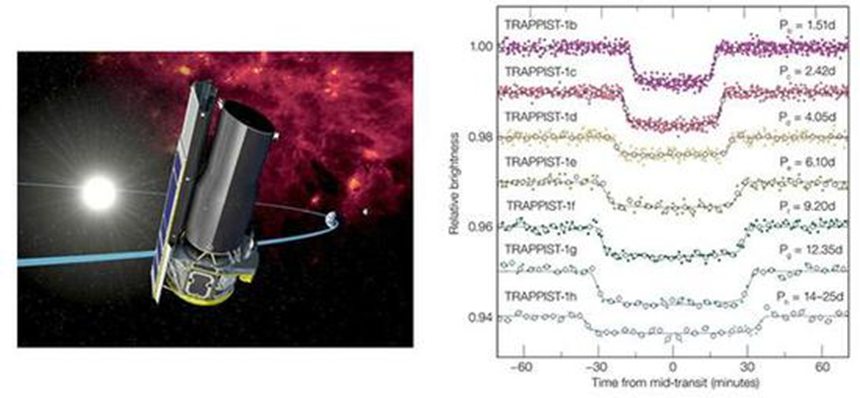 TRAPPIST-1b P_b = 1.51d
1.00
TRAPPIST-1c P_c = 2.42d
TRAPPIST-1d P_d = 4.05d
0.98
TRAPPIST-1e P_e = 6.10d
TRAPPIST-1f P_f = 9.20d
0.96
TRAPPIST-1g P_g = 12.35d
TRAPPIST-1h P_h = 14–25d
0.94
Relative brightness
−60 −30 0 30 60
Time from mid-transit (minutes)